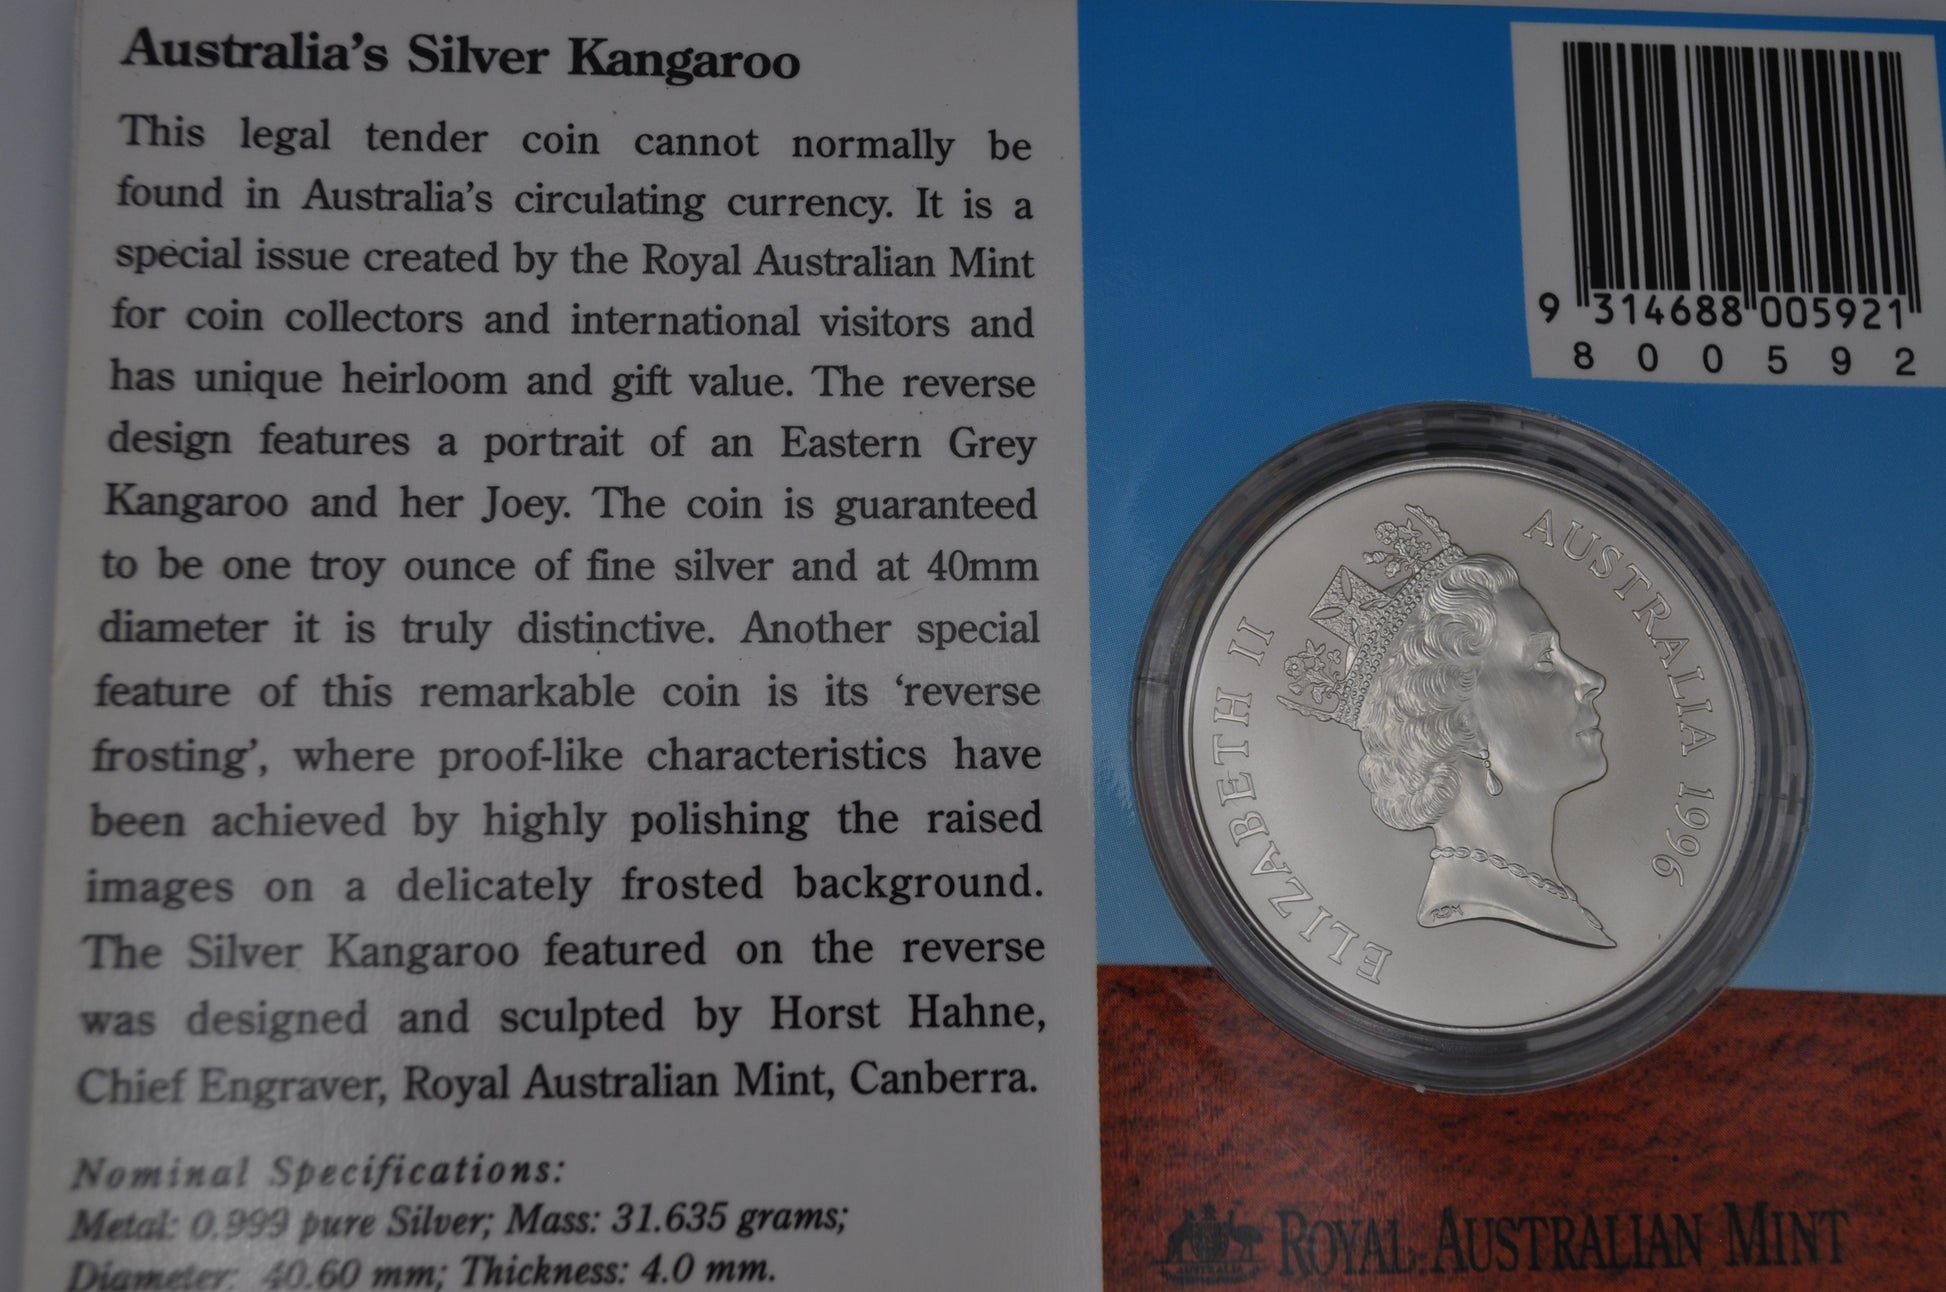 Australia's Silver Kangaroo
This legal tender coin cannot normally be
found in Australia's circulating currency. It is a
special issue created by the Royal Australian Mint
for coin collectors and international visitors and
has unique heirloom and gift value. The reverse
design features a portrait of an Eastern Grey
Kangaroo and her Joey. The coin is guaranteed
to be one troy ounce of fine silver and at 40mm
diameter it is truly distinctive. Another special
feature of this remarkable coin is its ‘reverse
frosting’, where proof-like characteristics have
been achieved by highly polishing the raised
images on a delicately frosted background.
The Silver Kangaroo featured on the reverse
was designed and sculpted by Horst Hahne,
Chief Engraver, Royal Australian Mint, Canberra.
Nominal Specifications:
Metal: 0.999 pure Silver; Mass: 31.635 grams;
Diameter: 40.60 mm; Thickness: 4.0 mm.
9 314688 005921
8 0 0 5 9 2
ELIZABETH II
AUSTRALIA 1996
RDM
ROYAL AUSTRALIAN MINT